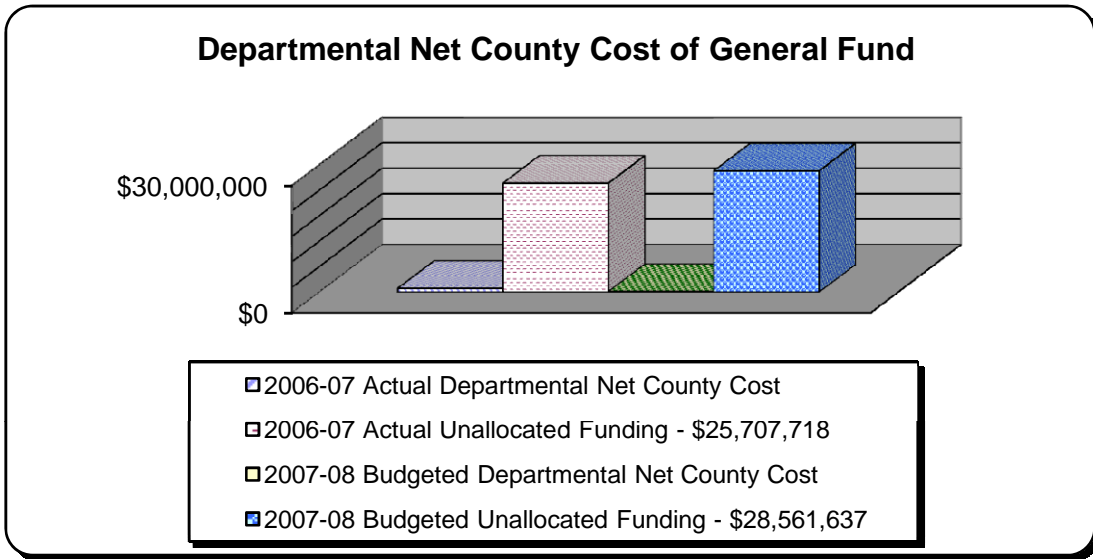 Departmental Net County Cost of General Fund
$30,000,000
$0
2006-07 Actual Departmental Net County Cost
2006-07 Actual Unallocated Funding - $25,707,718
2007-08 Budgeted Departmental Net County Cost
2007-08 Budgeted Unallocated Funding - $28,561,637